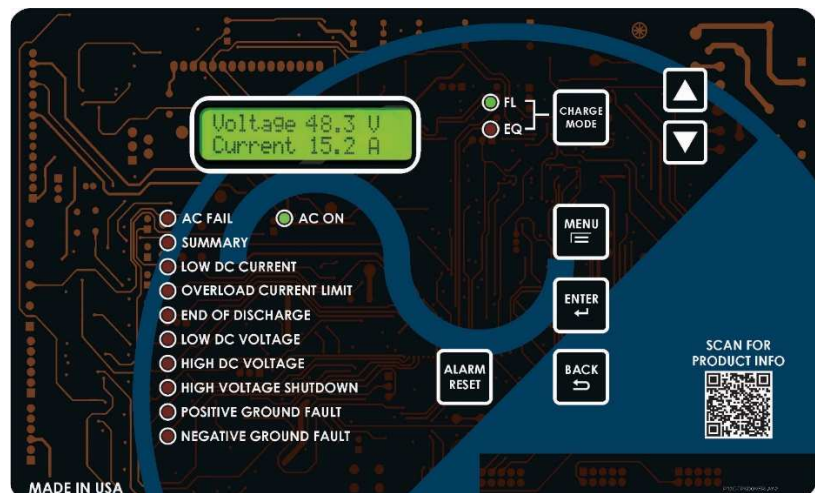 Voltage 48.3 V
Current 15.2 A
FL
EQ
CHARGE
MODE
AC FAIL
AC ON
SUMMARY
LOW DC CURRENT
OVERLOAD CURRENT LIMIT
END OF DISCHARGE
LOW DC VOLTAGE
HIGH DC VOLTAGE
HIGH VOLTAGE SHUTDOWN
POSITIVE GROUND FAULT
NEGATIVE GROUND FAULT
MENU
ENTER
ALARM
RESET
BACK
SCAN FOR
PRODUCT INFO
MADE IN USA